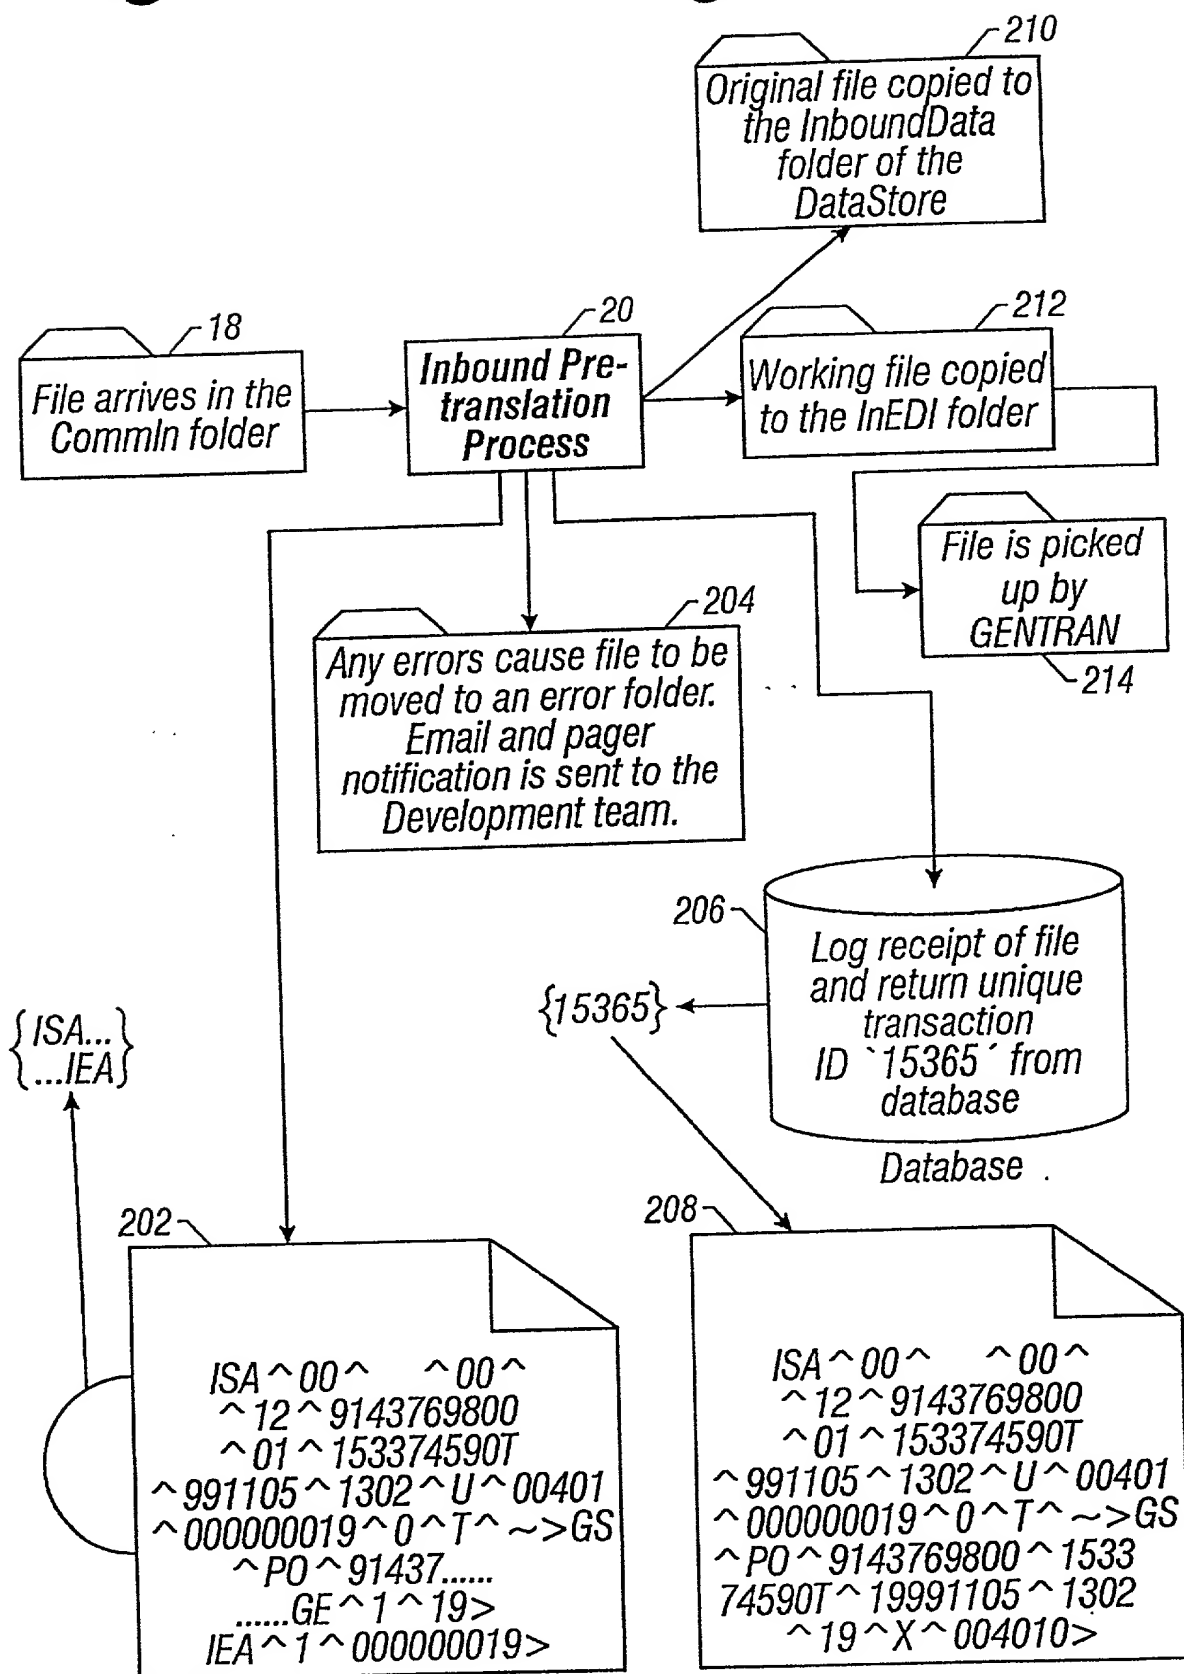 210
Original file copied to
the InboundData
folder of the
DataStore
18
File arrives in the
CommIn folder
20
Inbound Pre-
translation
Process
212
Working file copied
to the InEDI folder
File is picked
up by
GENTRAN
214
204
Any errors cause file to be
moved to an error folder.
Email and pager
notification is sent to the
Development team.
206
Log receipt of file
and return unique
transaction
ID `15365´ from
database
Database
{15365}
{ISA...
...IEA}
202
ISA^00^   ^00^
^12^9143769800
^01^153374590T
^991105^1302^U^00401
^000000019^0^T^~>GS
^PO^91437......
......GE^1^19>
IEA^1^000000019>
208
ISA^00^   ^00^
^12^9143769800
^01^153374590T
^991105^1302^U^00401
^000000019^0^T^~>GS
^PO^9143769800^1533
74590T^19991105^1302
^19^X^004010>